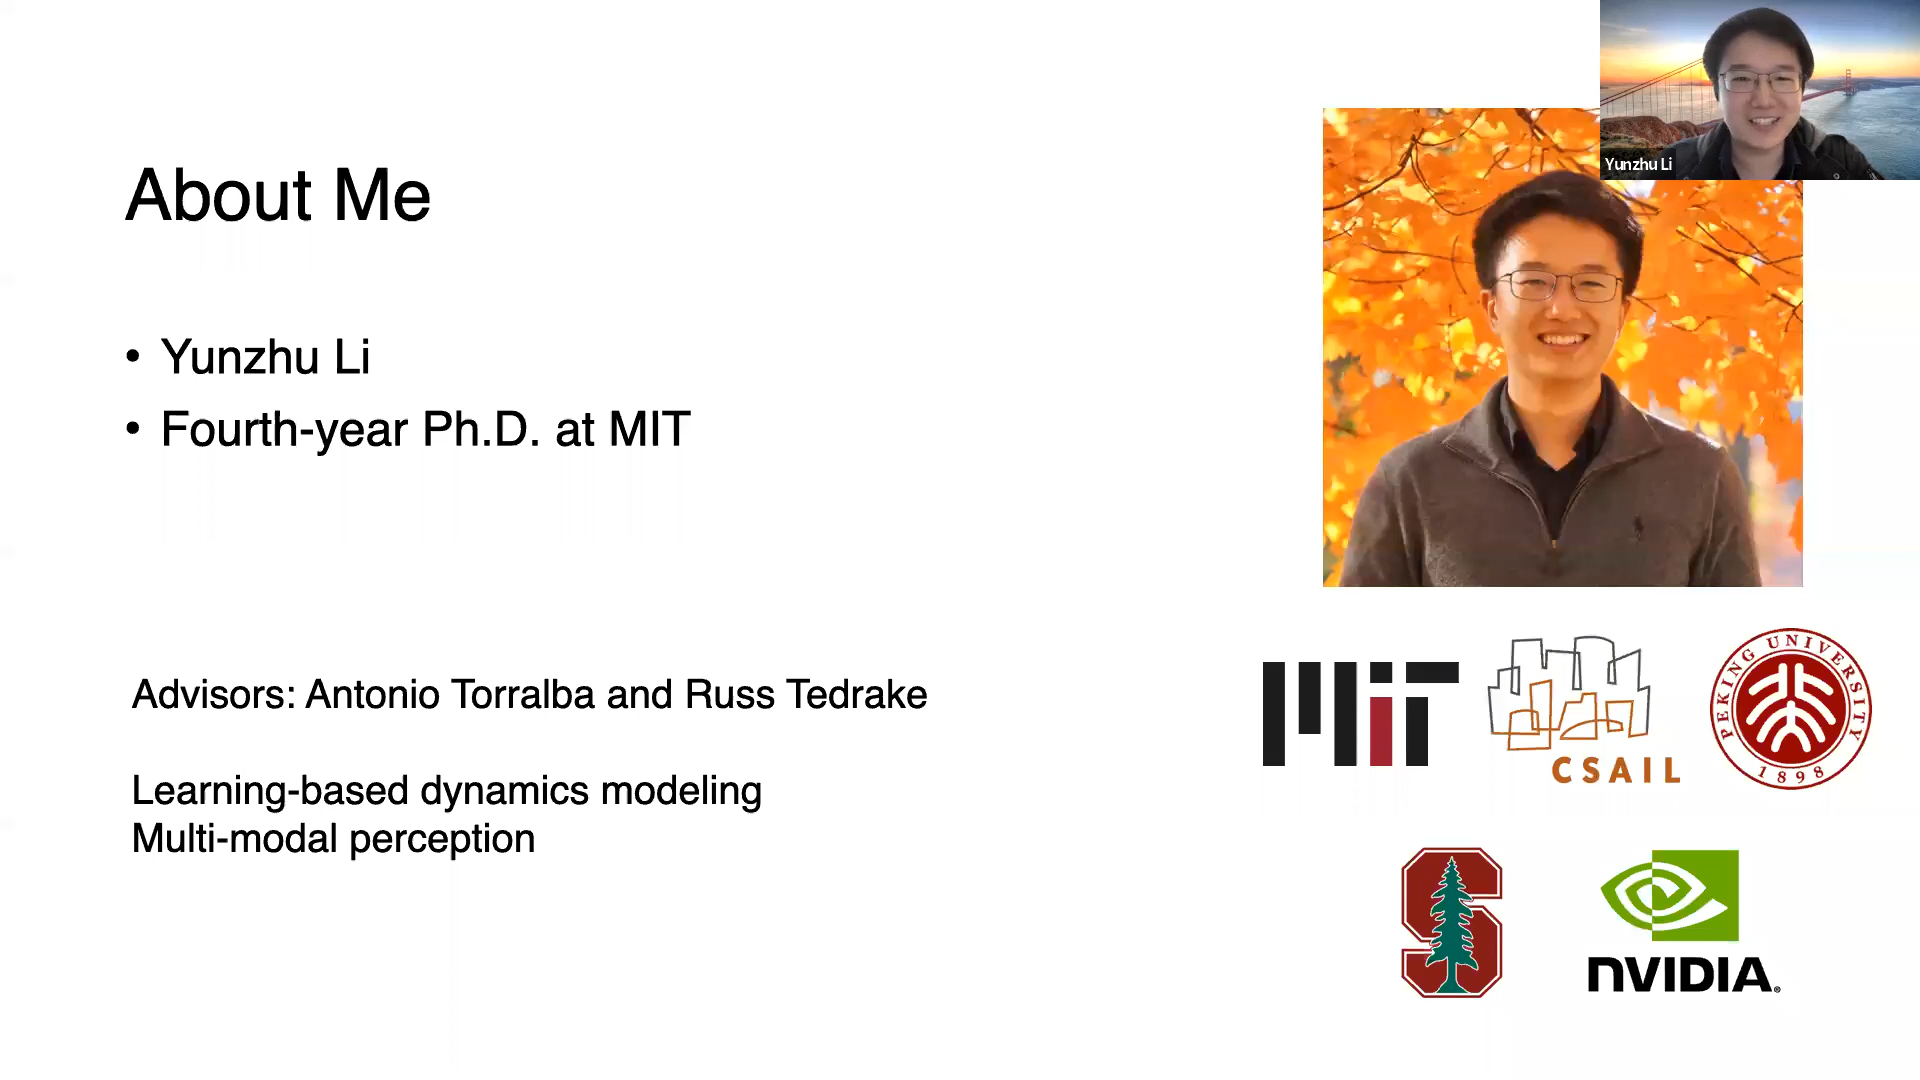 Yunzhu Li
About Me
• Yunzhu Li
• Fourth-year Ph.D. at MIT
Advisors: Antonio Torralba and Russ Tedrake
Learning-based dynamics modeling
Multi-modal perception
MIT
CSAIL
PEKING UNIVERSITY
1898
S
NVIDIA®